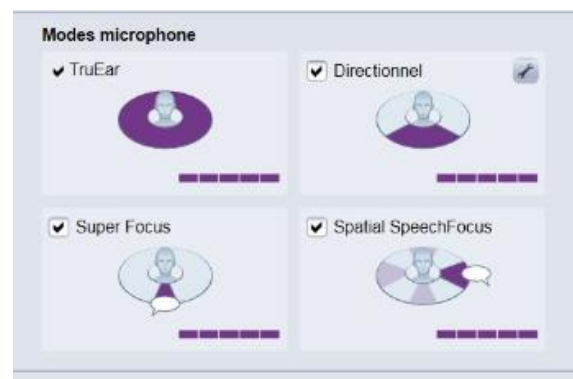 Modes microphone
TruEar
Directionnel
Super Focus
Spatial SpeechFocus